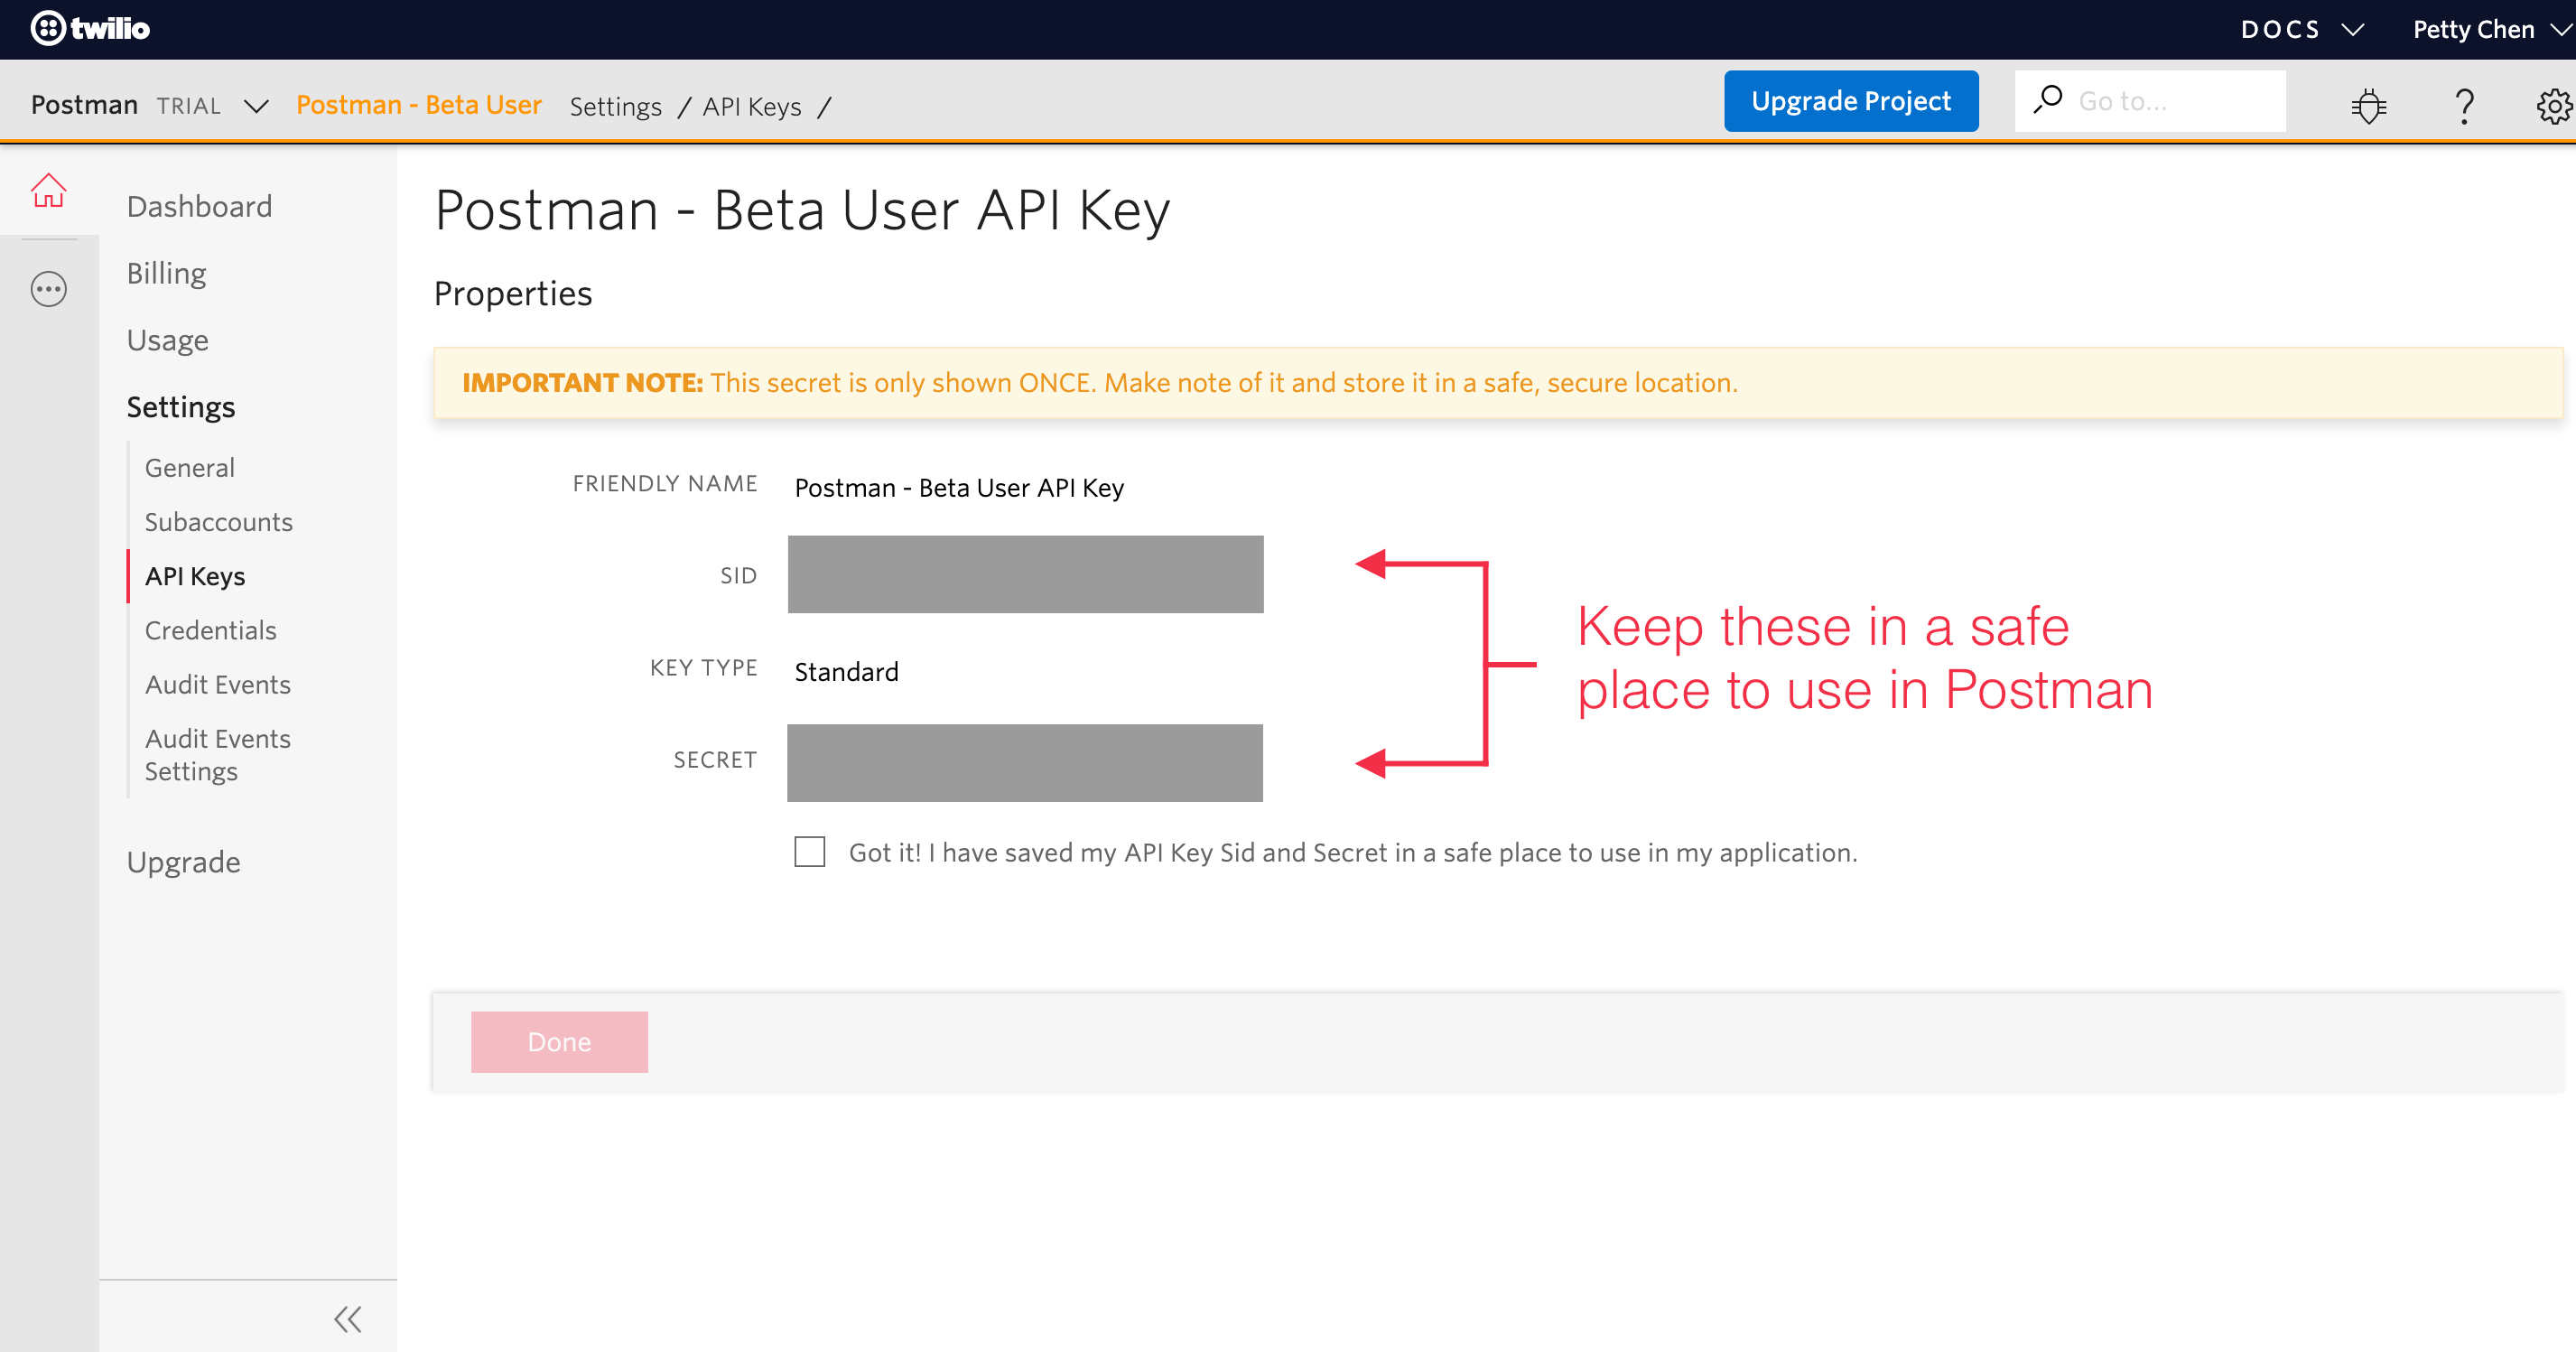 twilio
DOCS
Petty Chen
Postman TRIAL Postman - Beta User Settings / API Keys /
Upgrade Project
Go to...
?
Dashboard
Billing
Usage
Settings
General
Subaccounts
API Keys
Credentials
Audit Events
Audit Events
Settings
Upgrade
Postman - Beta User API Key
Properties
IMPORTANT NOTE: This secret is only shown ONCE. Make note of it and store it in a safe, secure location.
FRIENDLY NAME Postman - Beta User API Key
SID
KEY TYPE Standard
SECRET
Keep these in a safe
place to use in Postman
Got it! I have saved my API Key Sid and Secret in a safe place to use in my application.
Done